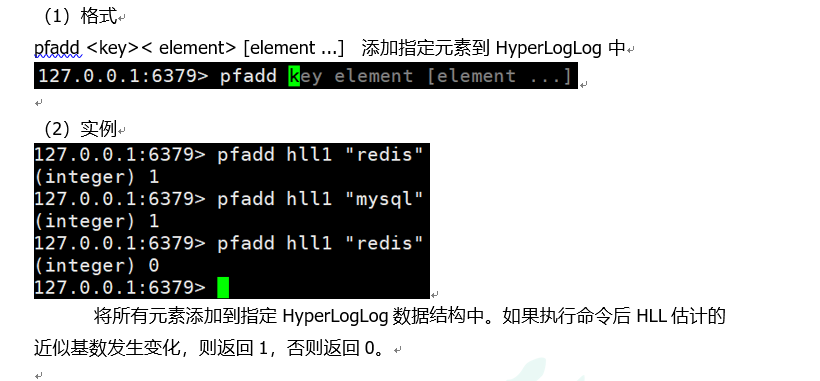 （1）格式
pfadd <key>< element> [element ...]   添加指定元素到 HyperLogLog 中
127.0.0.1:6379> pfadd key element [element ...]
（2）实例
127.0.0.1:6379> pfadd hll1 "redis"
(integer) 1
127.0.0.1:6379> pfadd hll1 "mysql"
(integer) 1
127.0.0.1:6379> pfadd hll1 "redis"
(integer) 0
127.0.0.1:6379>
将所有元素添加到指定 HyperLogLog 数据结构中。如果执行命令后 HLL 估计的
近似基数发生变化，则返回 1，否则返回 0。